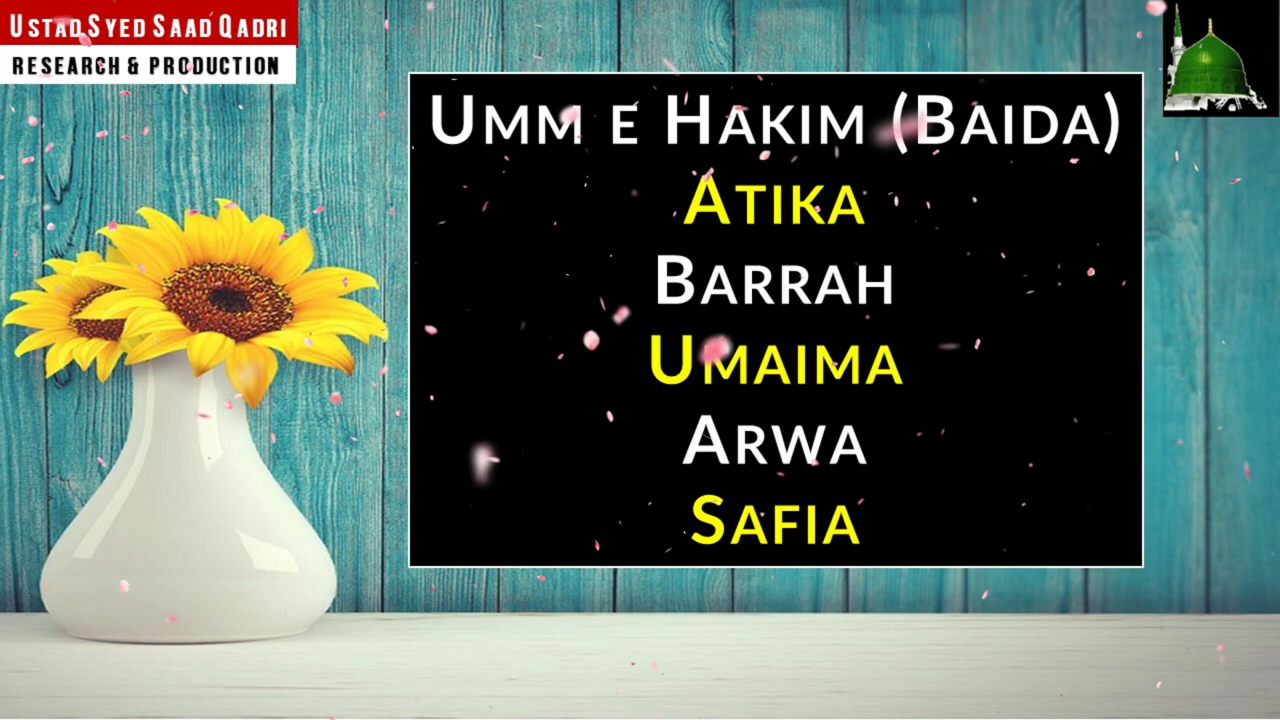 USTAD SYED SAAD QADRI
RESEARCH & PRODUCTION
UMM E HAKIM (BAIDA)
ATIKA
BARRAH
UMAIMA
ARWA
SAFIA